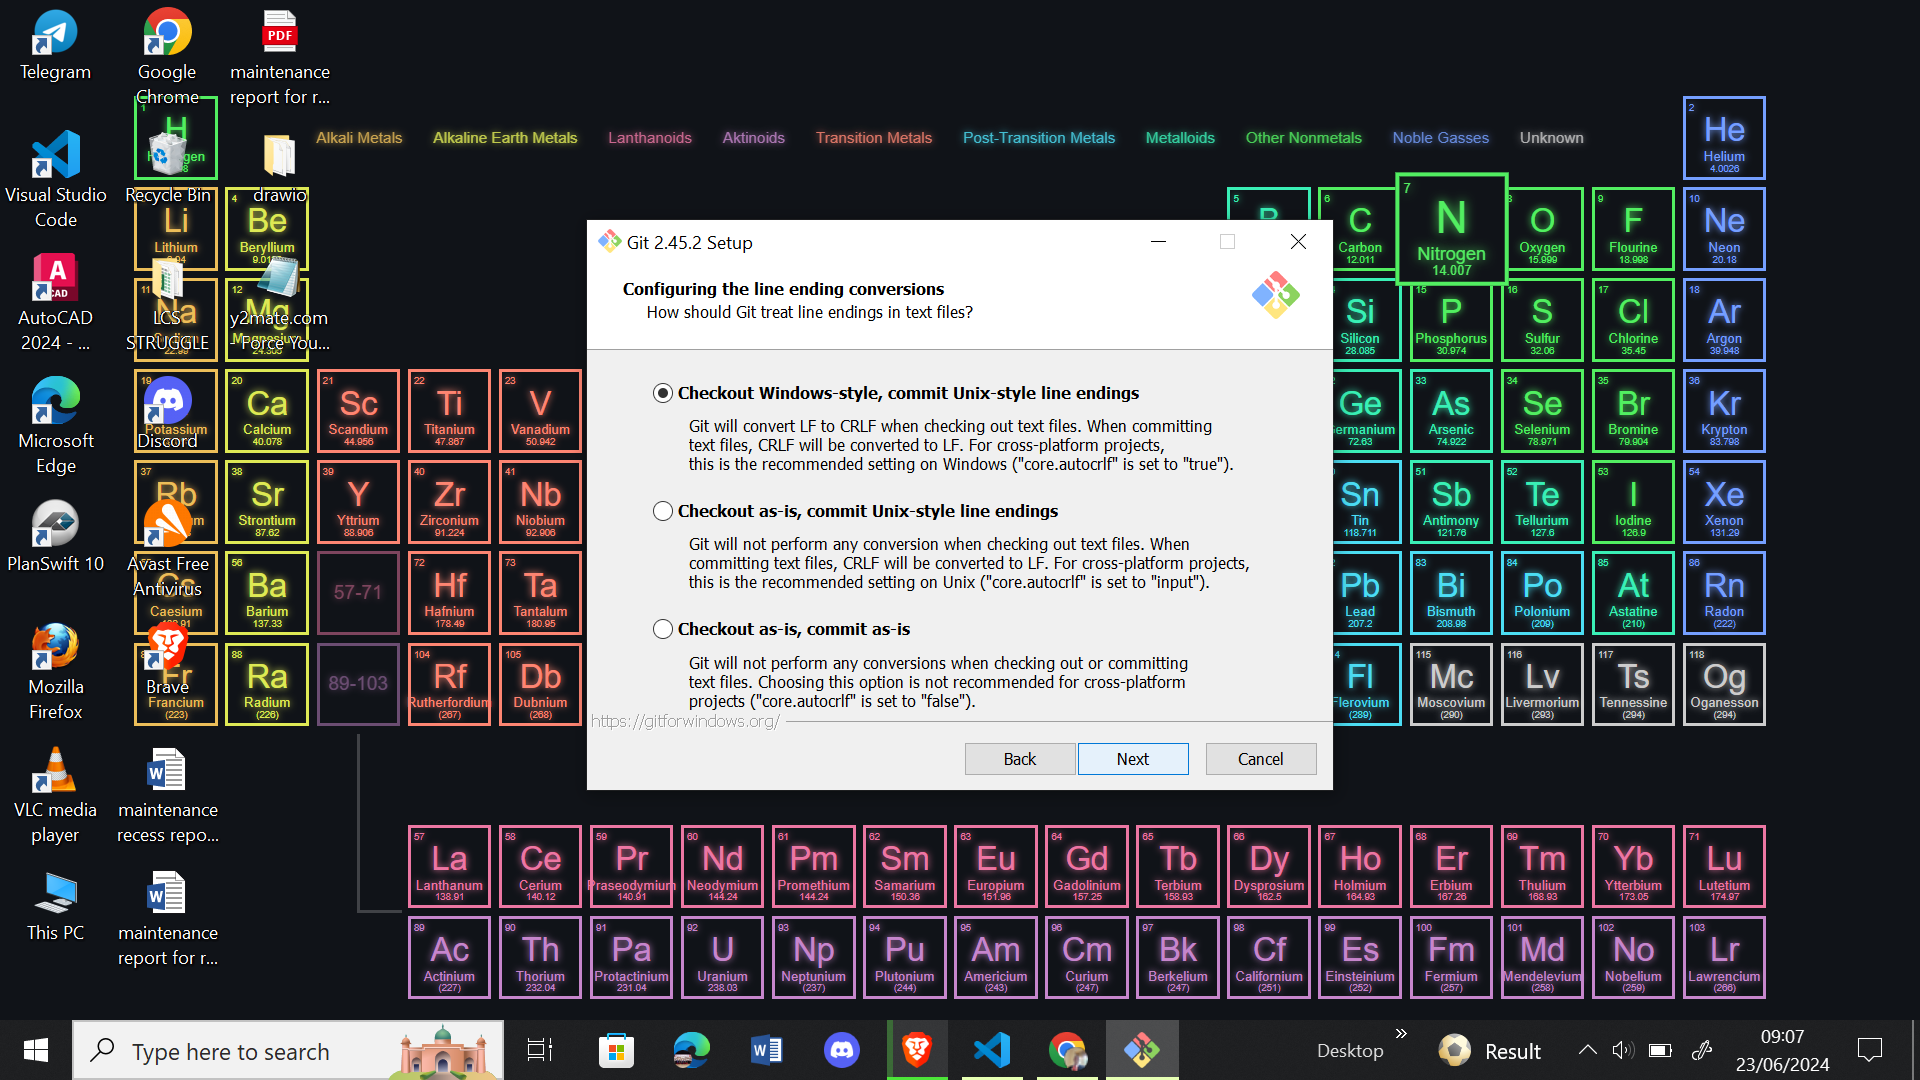 Telegram
Google
Chrome
maintenance
report for r...
Visual Studio
Code
Recycle Bin
drawio
AutoCAD
2024 - ...
LCS
STRUGGLE
y2mate.com
- Force You...
Microsoft
Edge
Discord
PlanSwift 10
Avast Free
Antivirus
Mozilla
Firefox
Brave
VLC media
player
maintenance
recess repo...
This PC
maintenance
report for r...
Alkali Metals Alkaline Earth Metals Lanthanoids Aktinoids Transition Metals Post-Transition Metals Metalloids Other Nonmetals Noble Gasses Unknown
1 H
2 He Helium 4.0026
Li Lithium
4 Be Beryllium
5 B
6 C Carbon 12.011
7 N Nitrogen 14.007
O Oxygen 15.999
9 F Flourine 18.998
10 Ne Neon 20.18
11 Na 22.99
12 Mg 24.305
Si Silicon 28.085
15 P Phosphorus 30.974
16 S Sulfur 32.06
17 Cl Chlorine 35.45
18 Ar Argon 39.948
19 Potassium
20 Ca Calcium 40.078
21 Sc Scandium 44.956
22 Ti Titanium 47.867
23 V Vanadium 50.942
Ge 72.63
33 As Arsenic 74.922
34 Se Selenium 78.971
35 Br Bromine 79.904
36 Kr Krypton 83.798
37 Rb
38 Sr Strontium 87.62
39 Y Yttrium 88.906
40 Zr Zirconium 91.224
41 Nb Niobium 92.906
Sn Tin 118.711
51 Sb Antimony 121.76
52 Te Tellurium 127.6
53 I Iodine 126.9
54 Xe Xenon 131.29
Cs Caesium
56 Ba Barium 137.33
57-71
72 Hf Hafnium 178.49
73 Ta Tantalum 180.95
Pb Lead 207.2
83 Bi Bismuth 208.98
84 Po Polonium (209)
85 At Astatine (210)
86 Rn Radon (222)
Fr Francium (223)
88 Ra Radium (226)
89-103
104 Rf Rutherfordium (267)
105 Db Dubnium (268)
Fl Flerovium (289)
115 Mc Moscovium (290)
116 Lv Livermorium (293)
117 Ts Tennessine (294)
118 Og Oganesson (294)
Git 2.45.2 Setup
Configuring the line ending conversions
How should Git treat line endings in text files?
Checkout Windows-style, commit Unix-style line endings
Git will convert LF to CRLF when checking out text files. When committing
text files, CRLF will be converted to LF. For cross-platform projects,
this is the recommended setting on Windows ("core.autocrlf" is set to "true").
Checkout as-is, commit Unix-style line endings
Git will not perform any conversion when checking out text files. When
committing text files, CRLF will be converted to LF. For cross-platform projects,
this is the recommended setting on Unix ("core.autocrlf" is set to "input").
Checkout as-is, commit as-is
Git will not perform any conversions when checking out or committing
text files. Choosing this option is not recommended for cross-platform
projects ("core.autocrlf" is set to "false").
https://gitforwindows.org/
Back Next Cancel
57 La Lanthanum 138.91
58 Ce Cerium 140.12
59 Pr Praseodymium 140.91
60 Nd Neodymium 144.24
61 Pm Promethium 144.24
62 Sm Samarium 150.36
63 Eu Europium 151.96
64 Gd Gadolinium 157.25
65 Tb Terbium 158.93
66 Dy Dysprosium 162.5
67 Ho Holmium 164.93
68 Er Erbium 167.26
69 Tm Thulium 168.93
70 Yb Ytterbium 173.05
71 Lu Lutetium 174.97
89 Ac Actinium (227)
90 Th Thorium 232.04
91 Pa Protactinium 231.04
92 U Uranium 238.03
93 Np Neptunium (237)
94 Pu Plutonium (244)
95 Am Americium (243)
96 Cm Curium (247)
97 Bk Berkelium (247)
98 Cf Californium (251)
99 Es Einsteinium (252)
100 Fm Fermium (257)
101 Md Mendelevium (258)
102 No Nobelium (259)
103 Lr Lawrencium (266)
Type here to search
Desktop
Result
09:07
23/06/2024